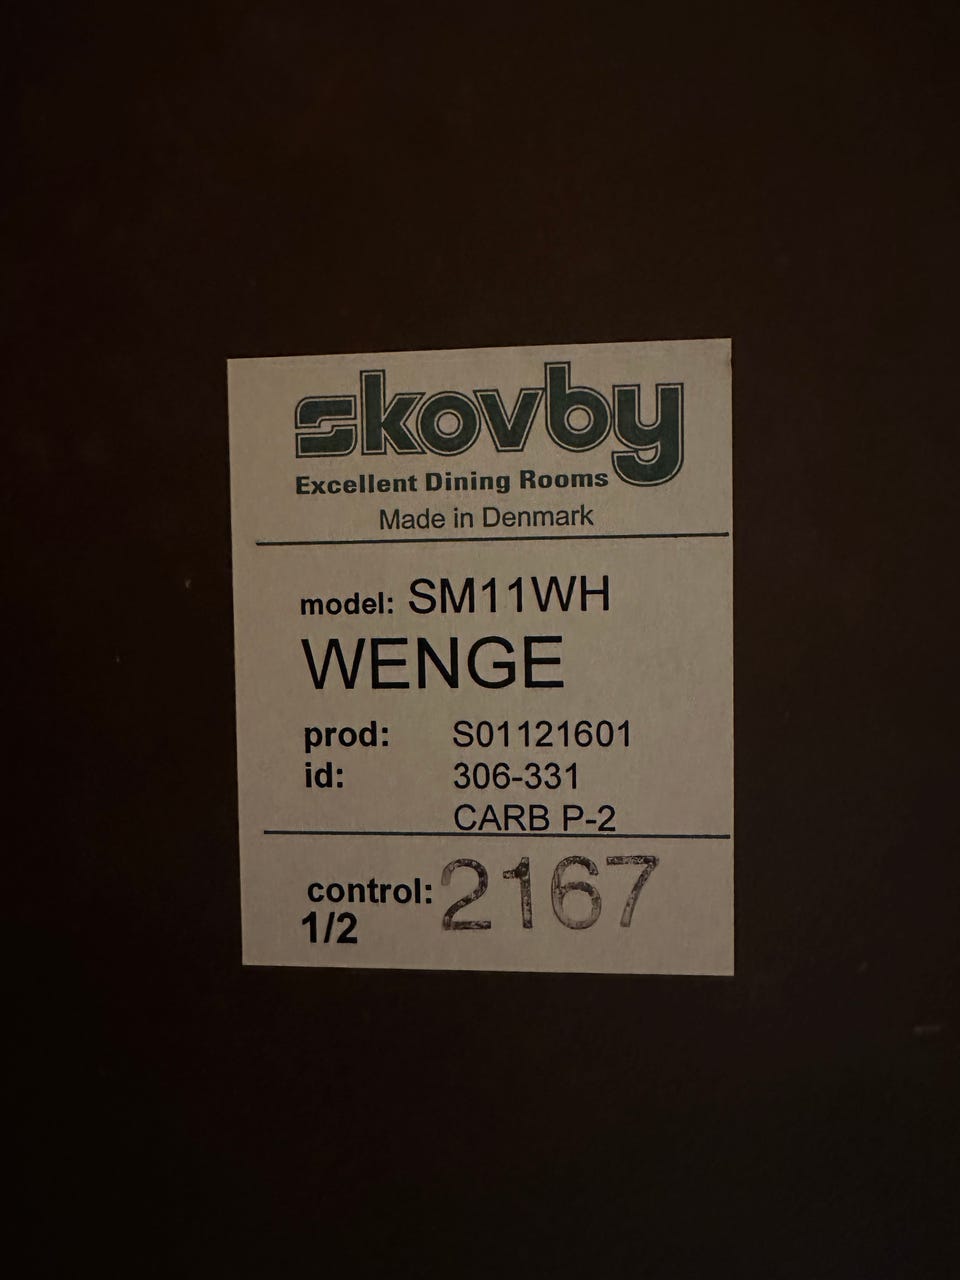 skovby
Excellent Dining Rooms
Made in Denmark
model: SM11WH
WENGE
prod: S01121601
id: 306-331
CARB P-2
control: 2167
1/2